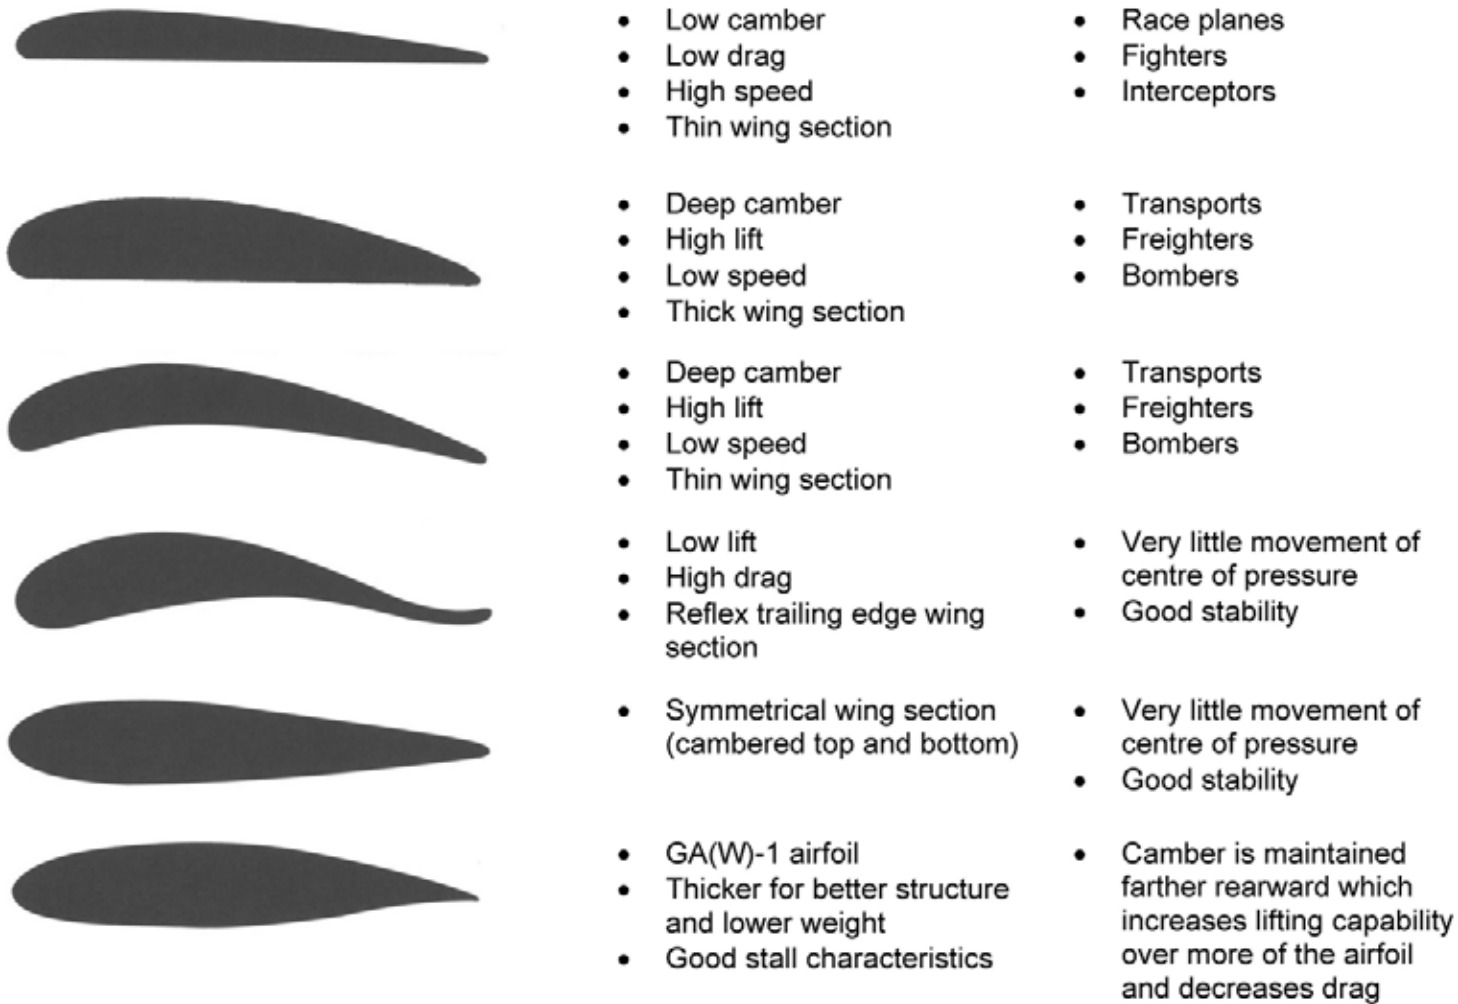 • Low camber
• Low drag
• High speed
• Thin wing section
• Race planes
• Fighters
• Interceptors
• Deep camber
• High lift
• Low speed
• Thick wing section
• Transports
• Freighters
• Bombers
• Deep camber
• High lift
• Low speed
• Thin wing section
• Transports
• Freighters
• Bombers
• Low lift
• High drag
• Reflex trailing edge wing
section
• Very little movement of
centre of pressure
• Good stability
• Symmetrical wing section
(cambered top and bottom)
• Very little movement of
centre of pressure
• Good stability
• GA(W)-1 airfoil
• Thicker for better structure
and lower weight
• Good stall characteristics
• Camber is maintained
farther rearward which
increases lifting capability
over more of the airfoil
and decreases drag